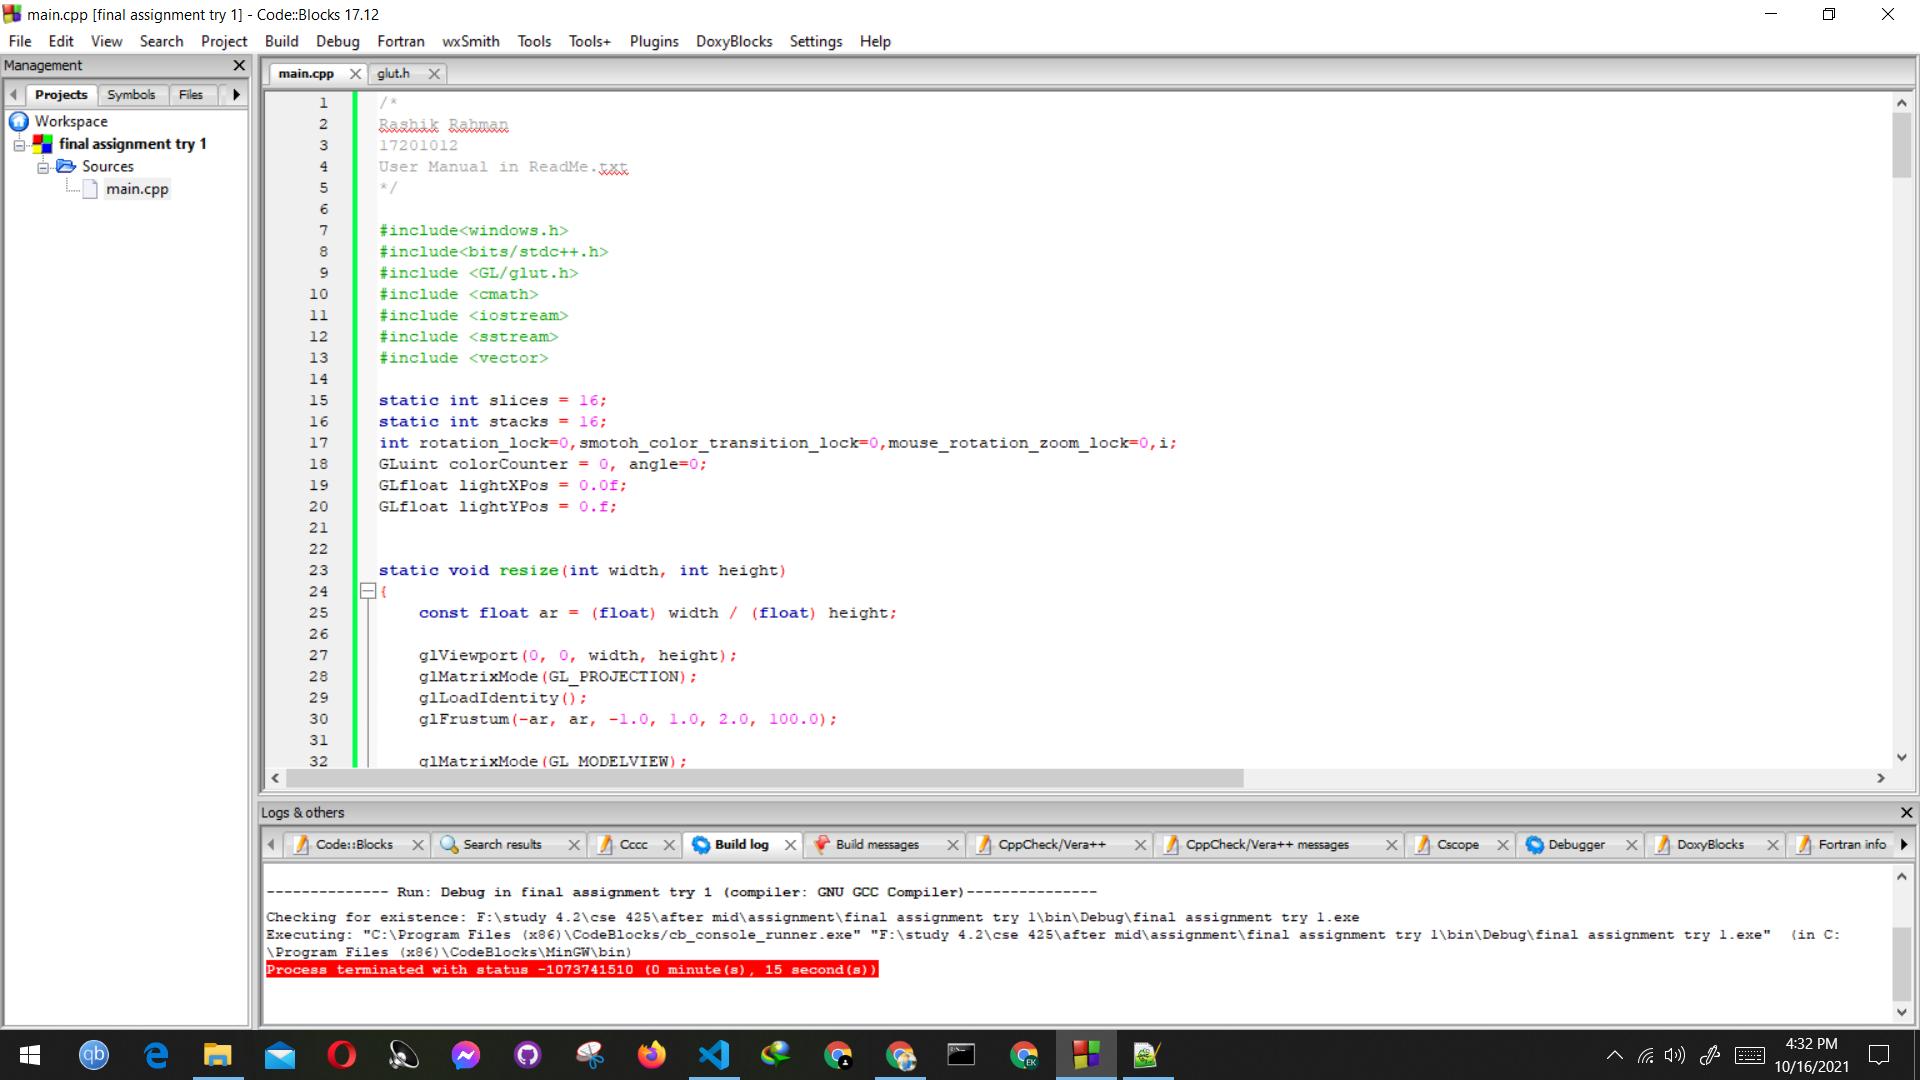 main.cpp [final assignment try 1] - Code::Blocks 17.12
File Edit View Search Project Build Debug Fortran wxSmith Tools Tools+ Plugins DoxyBlocks Settings Help
Management
Projects Symbols Files
Workspace
final assignment try 1
Sources
main.cpp
main.cpp glut.h
1 /*
2 Rashik Rahman
3 17201012
4 User Manual in ReadMe.txt
5 */
6
7 #include<windows.h>
8 #include<bits/stdc++.h>
9 #include <GL/glut.h>
10 #include <cmath>
11 #include <iostream>
12 #include <sstream>
13 #include <vector>
14
15 static int slices = 16;
16 static int stacks = 16;
17 int rotation_lock=0,smotoh_color_transition_lock=0,mouse_rotation_zoom_lock=0,i;
18 GLuint colorCounter = 0, angle=0;
19 GLfloat lightXPos = 0.0f;
20 GLfloat lightYPos = 0.f;
21
22
23 static void resize(int width, int height)
24 {
25 const float ar = (float) width / (float) height;
26
27 glViewport(0, 0, width, height);
28 glMatrixMode(GL_PROJECTION);
29 glLoadIdentity();
30 glFrustum(-ar, ar, -1.0, 1.0, 2.0, 100.0);
31
32 glMatrixMode(GL_MODELVIEW);
Logs & others
Code::Blocks Search results Cccc Build log Build messages CppCheck/Vera++ CppCheck/Vera++ messages Cscope Debugger DoxyBlocks Fortran info
-------------- Run: Debug in final assignment try 1 (compiler: GNU GCC Compiler)---------------
Checking for existence: F:\study 4.2\cse 425\after mid\assignment\final assignment try 1\bin\Debug\final assignment try 1.exe
Executing: "C:\Program Files (x86)\CodeBlocks/cb_console_runner.exe" "F:\study 4.2\cse 425\after mid\assignment\final assignment try 1\bin\Debug\final assignment try 1.exe"  (in C:
\Program Files (x86)\CodeBlocks\MinGW\bin)
Process terminated with status -1073741510 (0 minute(s), 15 second(s))
qb
EK
4:32 PM
10/16/2021